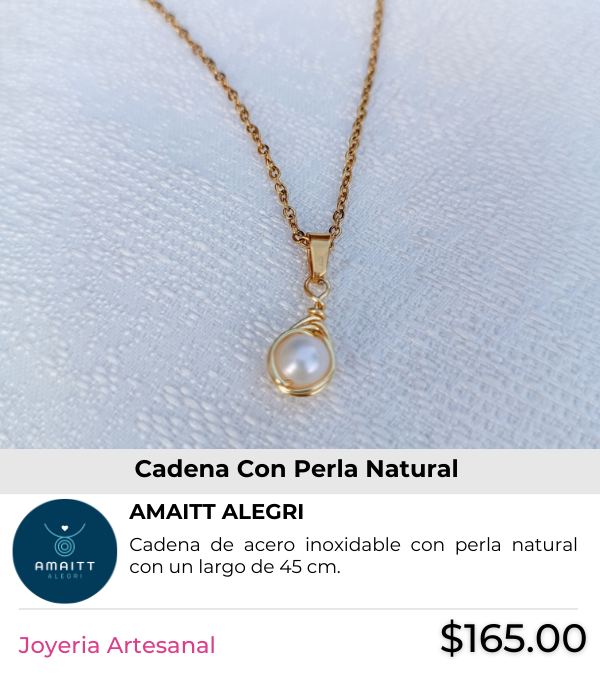 Cadena Con Perla Natural
AMAITT ALEGRI
AMAITT
ALEGRI
Cadena de acero inoxidable con perla natural
con un largo de 45 cm.
Joyeria Artesanal
$165.00